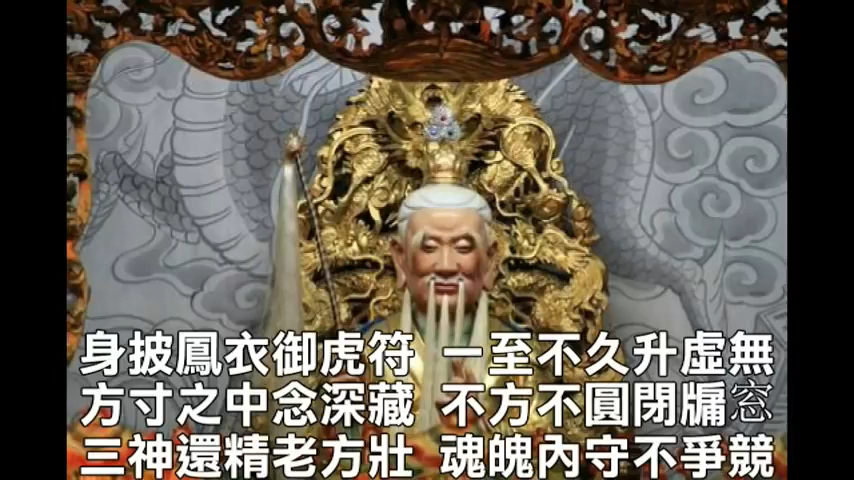 身披鳳衣御虎符 一至不久升虛無
方寸之中念深藏 不方不圓閉牖窓
三神還精老方壯 魂魄內守不爭競